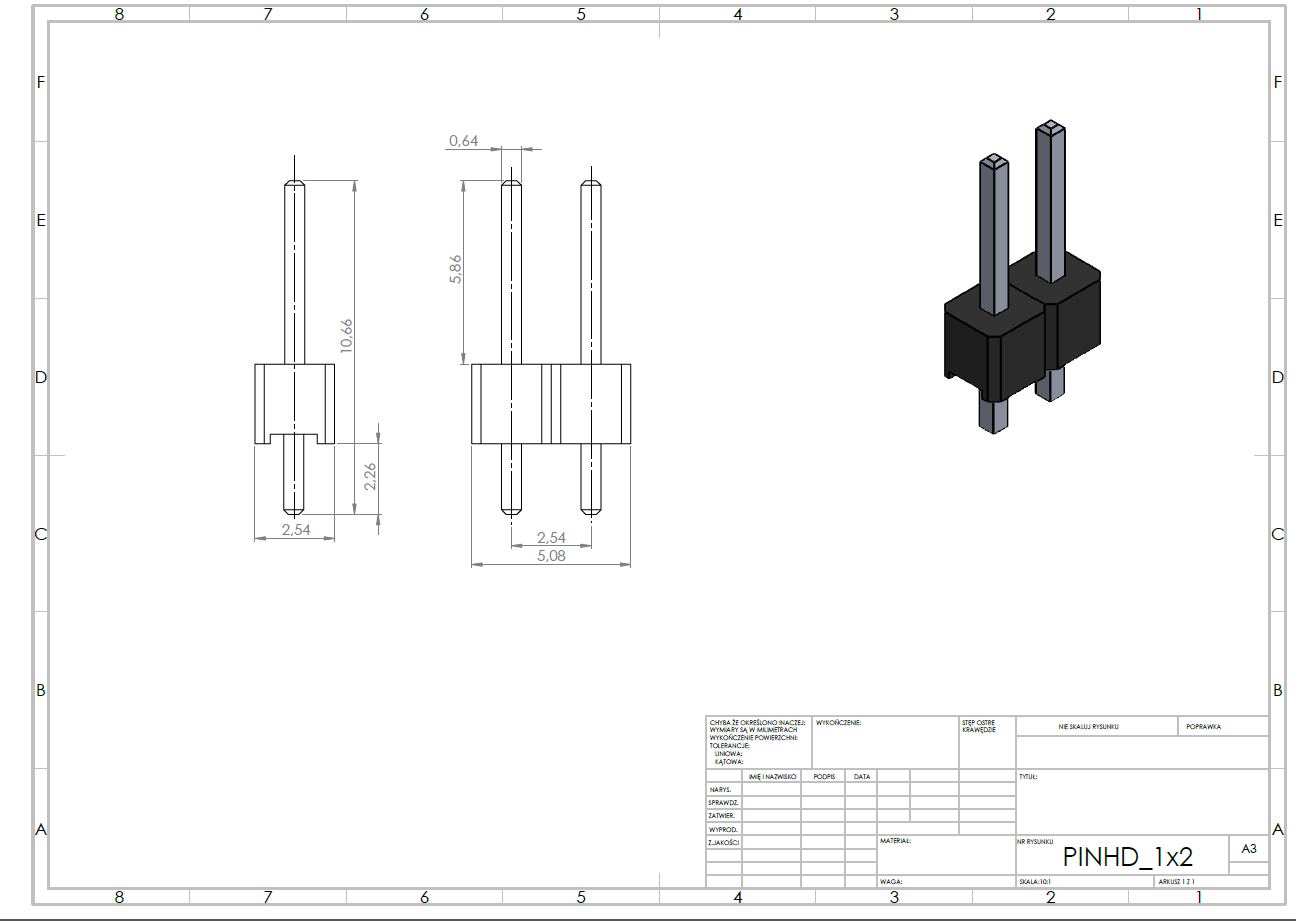 8 7 6 5 4 3 2 1
F F
0,64
E E
5,86
10,66
D D
2,26
C C
2,54
2,54
5,08
B B
CHYBA ŻE OKREŚLONO INACZEJ:
WYMIARY SĄ W MILIMETRACH
WYKOŃCZENIE POWIERZCHNI:
TOLERANCJE:
LINIOWA:
KĄTOWA:
WYKOŃCZENIE:
STĘP OSTRE
KRAWĘDZIE
NIE SKALUJ RYSUNKU
POPRAWKA
IMIĘ I NAZWISKO PODPIS DATA
TYTUŁ:
NARYS.
SPRAWDZ.
ZATWIER.
WYPROD.
Z.JAKOŚCI
A A
MATERIAŁ:
NR RYSUNKU
PINHD_1x2
A3
WAGA:
SKALA:10:1
ARKUSZ 1 Z 1
8 7 6 5 4 3 2 1